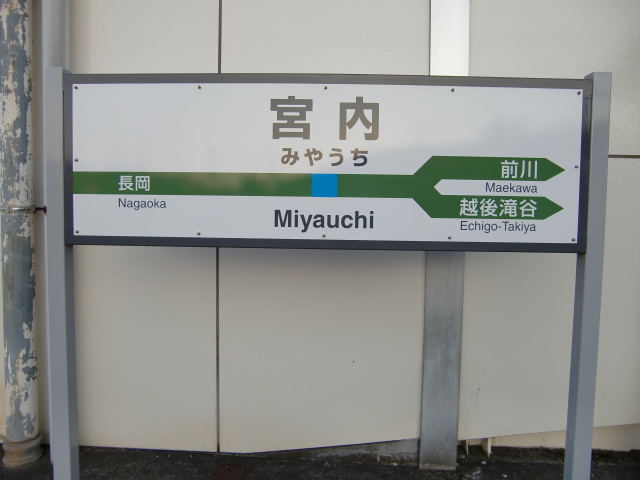 宮内
みやうち
長岡
Nagaoka
前川
Maekawa
越後滝谷
Echigo-Takiya
Miyauchi